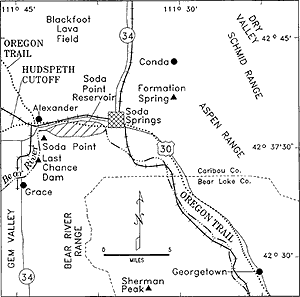 111 30
Blackfoot
Lava
Field
34
42 45
DRY VALLEY
SCHMID RANGE
OREGON
TRAIL
Conda
HUDSPETH
CUTOFF
Soda
Point
Reservoir
Formation
Spring
ASPEN RANGE
Alexander
Soda
Springs
Soda Point
30
42 37'30
Last
Chance
Dam
Bear River
Caribou Co.
Bear Lake Co.
Grace
OREGON TRAIL
GEM VALLEY
BEAR RIVER
RANGE
42 30'
0 5
MILES
Georgetown
34
Sherman
Peak